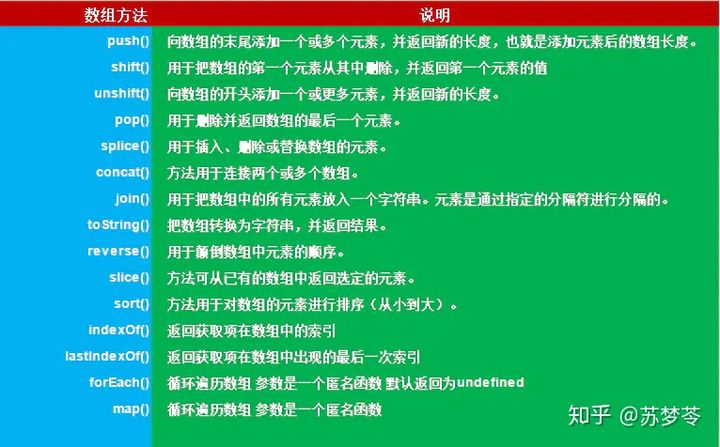 数组方法 说明
push() 向数组的末尾添加一个或多个元素，并返回新的长度，也就是添加元素后的数组长度。
shift() 用于把数组的第一个元素从其中删除，并返回第一个元素的值
unshift() 向数组的开头添加一个或更多元素，并返回新的长度。
pop() 用于删除并返回数组的最后一个元素。
splice() 用于插入、删除或替换数组的元素。
concat() 方法用于连接两个或多个数组。
join() 用于把数组中的所有元素放入一个字符串。元素是通过指定的分隔符进行分隔的。
toString() 把数组转换为字符串，并返回结果。
reverse() 用于颠倒数组中元素的顺序。
slice() 方法可从已有的数组中返回选定的元素。
sort() 方法用于对数组的元素进行排序（从小到大）。
indexOf() 返回获取项在数组中的索引
lastIndexOf() 返回获取项在数组中出现的最后一次索引
forEach() 循环遍历数组 参数是一个匿名函数 默认返回为undefined
map() 循环遍历数组 参数是一个匿名函数
知乎 @苏梦苓